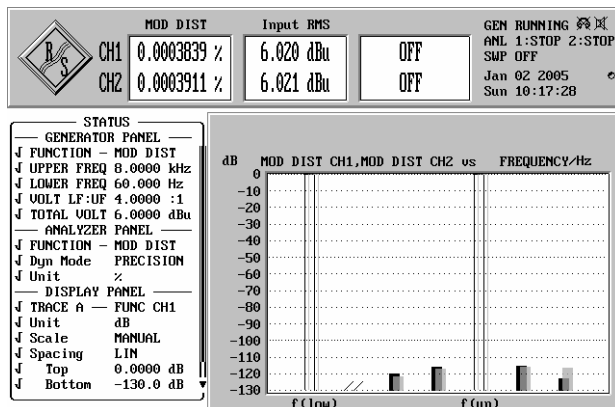 MOD DIST Input RMS
R&S
CH1 0.0003839 % 6.020 dBu OFF
CH2 0.0003911 % 6.021 dBu OFF
GEN RUNNING
ANL 1:STOP 2:STOP
SWP OFF
Jan 02 2005
Sun 10:17:28
STATUS
GENERATOR PANEL
FUNCTION - MOD DIST
UPPER FREQ 8.0000 kHz
LOWER FREQ 60.000 Hz
VOLT LF:UF 4.0000 :1
TOTAL VOLT 6.0000 dBu
ANALYZER PANEL
FUNCTION - MOD DIST
Dyn Mode PRECISION
Unit %
DISPLAY PANEL
TRACE A — FUNC CH1
Unit dB
Scale MANUAL
Spacing LIN
Top 0.0000 dB
Bottom -130.0 dB
dB MOD DIST CH1,MOD DIST CH2 vs FREQUENCY/Hz
0
-10
-20
-30
-40
-50
-60
-70
-80
-90
-100
-110
-120
-130
f(low) f(up)